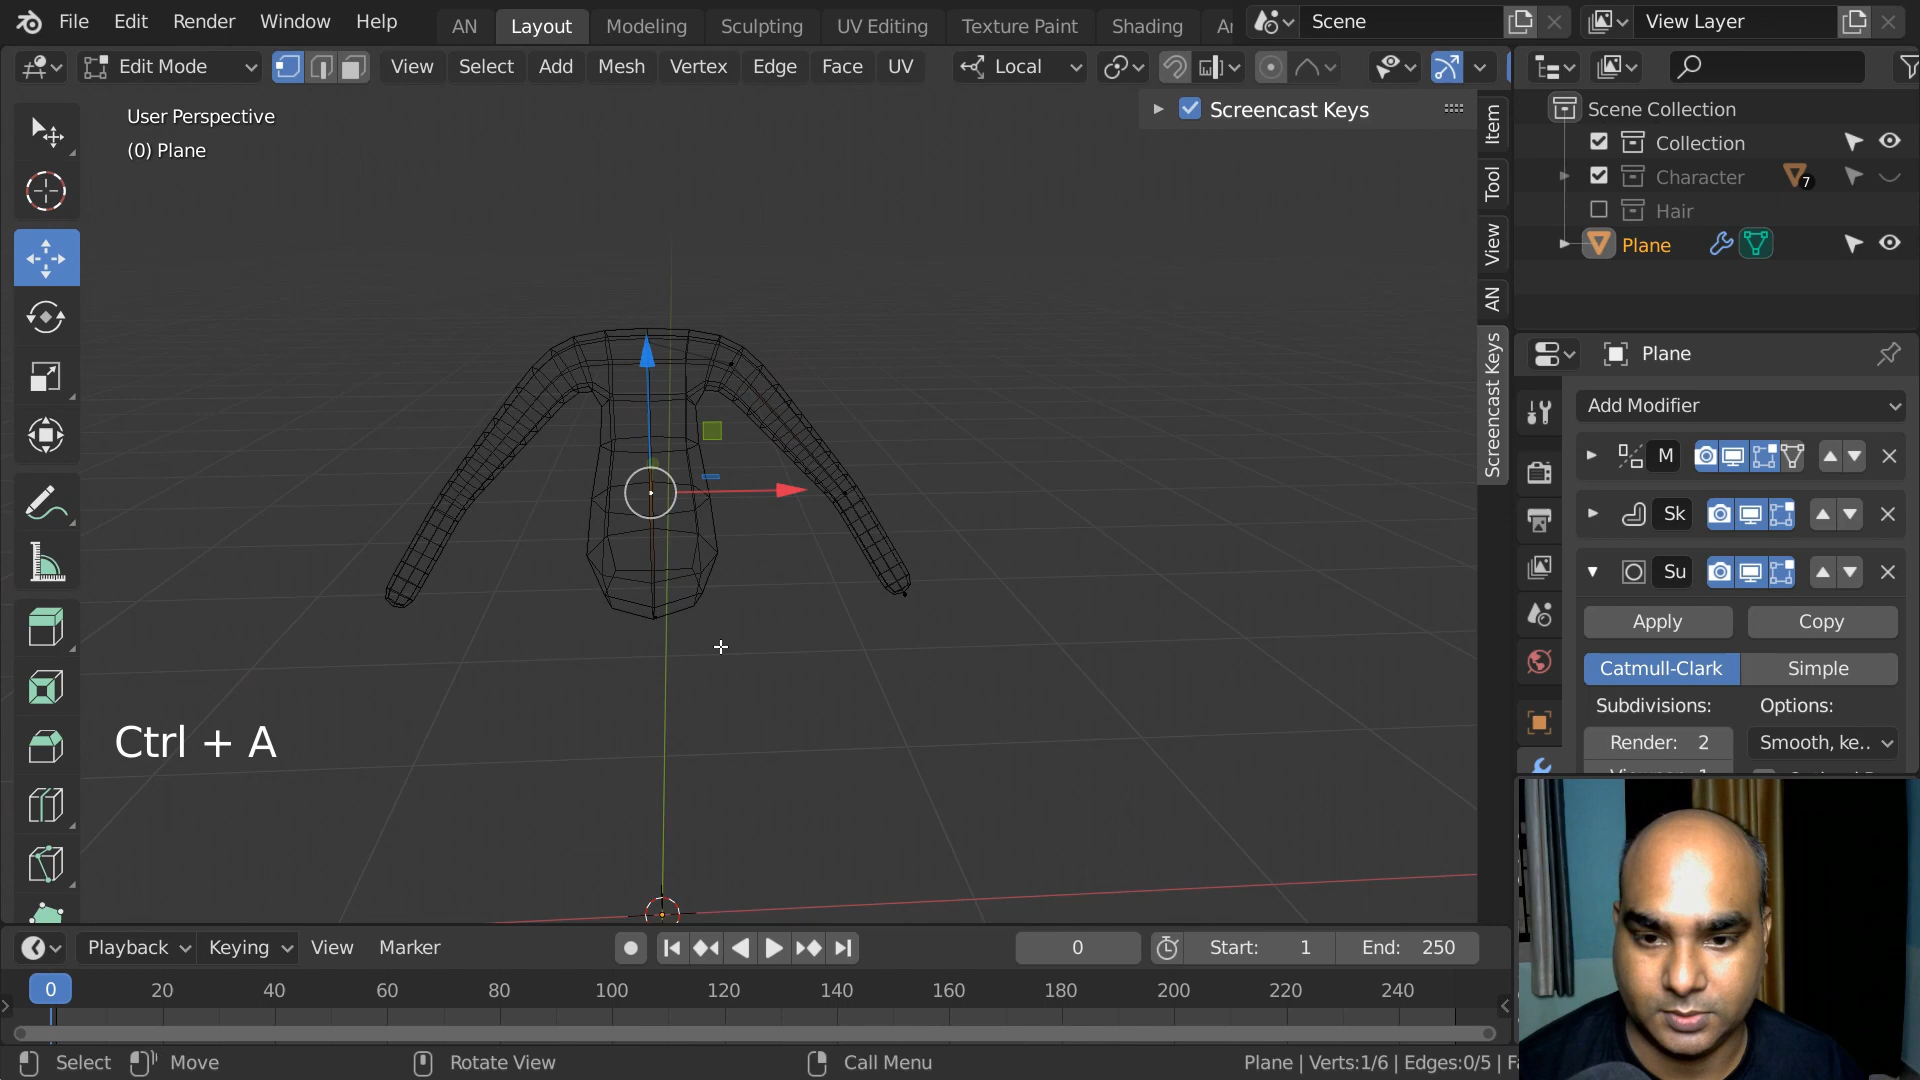 File Edit Render Window Help AN Layout Modeling Sculpting UV Editing Texture Paint Shading Scene View Layer
Edit Mode View Select Add Mesh Vertex Edge Face UV Local
User Perspective
(0) Plane
Screencast Keys
Item
Tool
View
AN
Screencast Keys
Ctrl + A
Scene Collection
Collection
Character 7
Hair
Plane
Plane
Add Modifier
M
Sk
Su
Apply Copy
Catmull-Clark Simple
Subdivisions: Options:
Render: 2 Smooth, ke..
Playback Keying View Marker 0 Start: 1 End: 250
0 20 40 60 80 100 120 140 160 180 200 220 240
Select Move Rotate View Call Menu Plane | Verts:1/6 | Edges:0/5 |